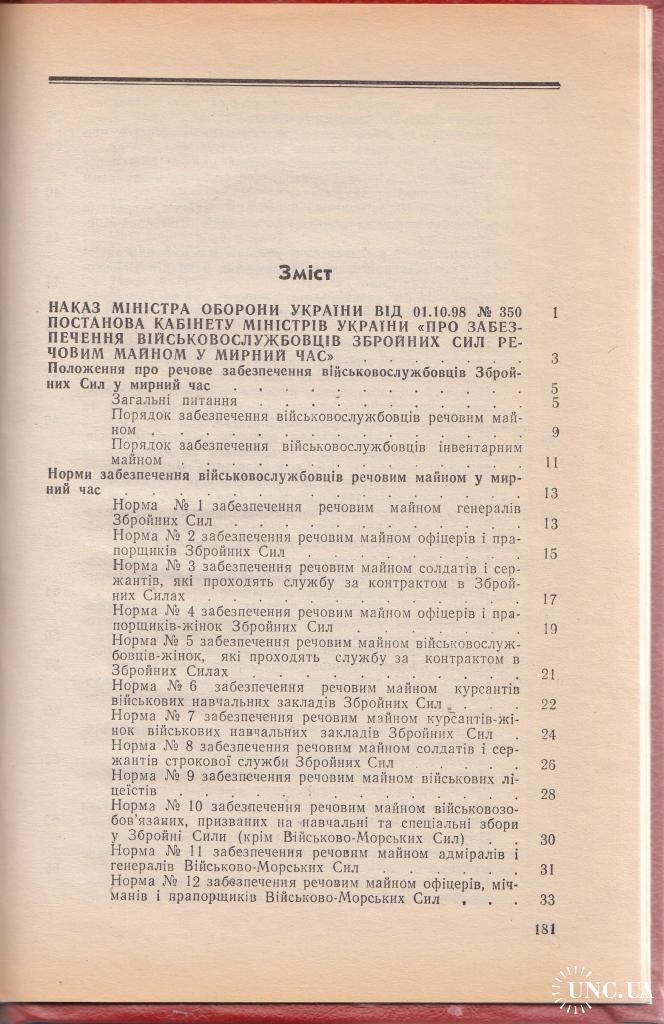 Зміст
НАКАЗ МІНІСТРА ОБОРОНИ УКРАЇНИ ВІД 01.10.98 № 350 1
ПОСТАНОВА КАБІНЕТУ МІНІСТРІВ УКРАЇНИ «ПРО ЗАБЕЗ-
ПЕЧЕННЯ ВІЙСЬКОВОСЛУЖБОВЦІВ ЗБРОЙНИХ СИЛ РЕ-
ЧОВИМ МАЙНОМ У МИРНИЙ ЧАС» . . . . . . 3
Положення про речове забезпечення військовослужбовців Зброй-
них Сил у мирний час . . . . . . . . . . . 5
Загальні питання . . . . . . . . . . 5
Порядок забезпечення військовослужбовців речовим май-
ном . . . . . . . . . . . . . . 9
Порядок забезпечення військовослужбовців інвентарним
майном . . . . . . . . . . . . . 11
Норми забезпечення військовослужбовців речовим майном у мир-
ний час . . . . . . . . . . . . . . . 13
Норма № 1 забезпечення речовим майном генералів
Збройних Сил . . . . . . . . . . . 13
Норма № 2 забезпечення речовим майном офіцерів і пра-
порщиків Збройних Сил . . . . . . . . 15
Норма № 3 забезпечення речовим майном солдатів і сер-
жантів, які проходять службу за контрактом в Зброй-
них Силах . . . . . . . . . . . . 17
Норма № 4 забезпечення речовим майном офіцерів і пра-
порщиків-жінок Збройних Сил . . . . . . 19
Норма № 5 забезпечення речовим майном військовослуж-
бовців-жінок, які проходять службу за контрактом в
Збройних Силах . . . . . . . . . . 21
Норма № 6 забезпечення речовим майном курсантів
військових навчальних закладів Збройних Сил . . . 22
Норма № 7 забезпечення речовим майном курсантів-жі-
нок військових навчальних закладів Збройних Сил . 24
Норма № 8 забезпечення речовим майном солдатів і сер-
жантів строкової служби Збройних Сил . . . . . 26
Норма № 9 забезпечення речовим майном військових лі-
цеїстів . . . . . . . . . . . . . 28
Норма № 10 забезпечення речовим майном військовозо-
бов'язаних, призваних на навчальні та спеціальні збори
у Збройні Сили (крім Військово-Морських Сил) . . 30
Норма № 11 забезпечення речовим майном адміралів і
генералів Військово-Морських Сил . . . . . . 31
Норма № 12 забезпечення речовим майном офіцерів, міч-
манів і прапорщиків Військово-Морських Сил . . . 33
181
UNC.UA